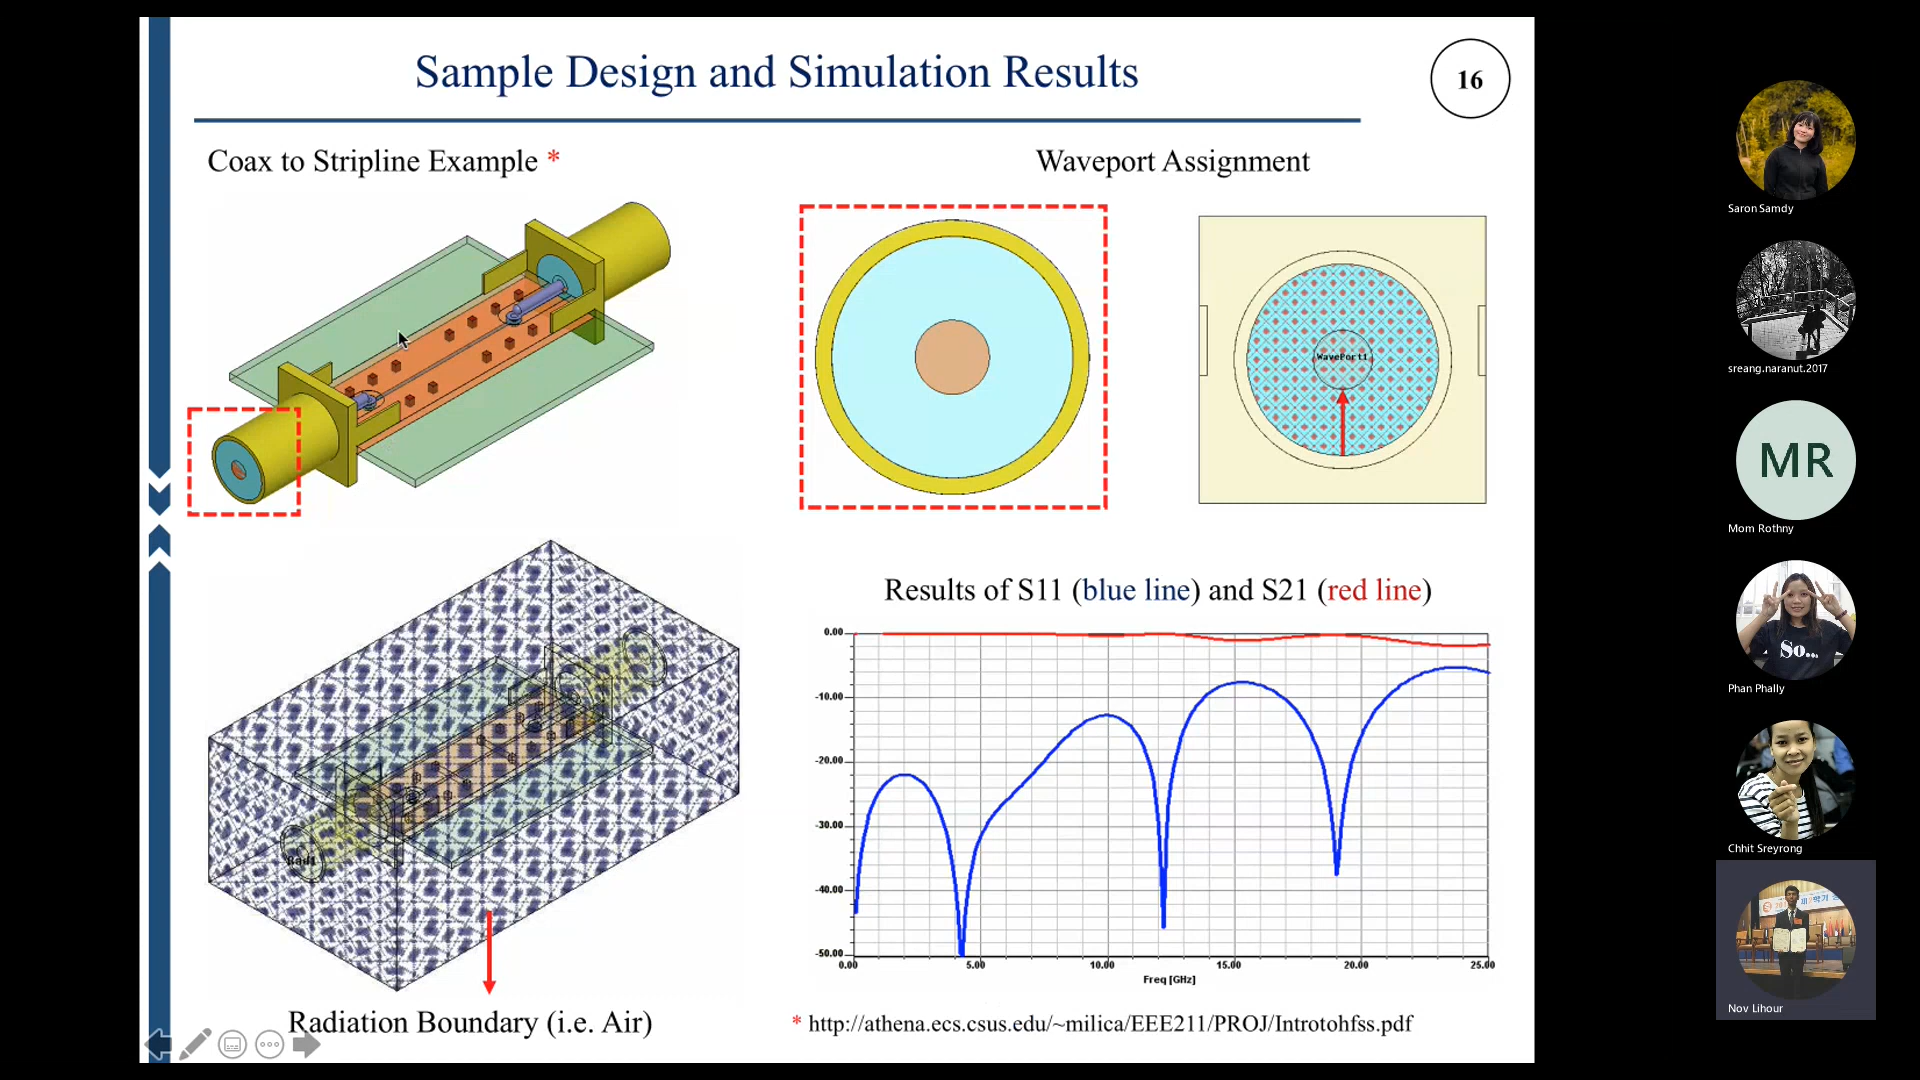 Sample Design and Simulation Results
16
Coax to Stripline Example *
Waveport Assignment
WavePort1
Rad1
Radiation Boundary (i.e. Air)
Results of S11 (blue line) and S21 (red line)
0.00
-10.00
-20.00
-30.00
-40.00
-50.00
0.00 5.00 10.00 15.00 20.00 25.00
Freq [GHz]
* http://athena.ecs.csus.edu/~milica/EEE211/PROJ/Introtohfss.pdf
Saron Samdy
sreang.naranut.2017
MR
Mom Rothny
So...
Phan Phally
Chhit Sreyrong
Nov Lihour